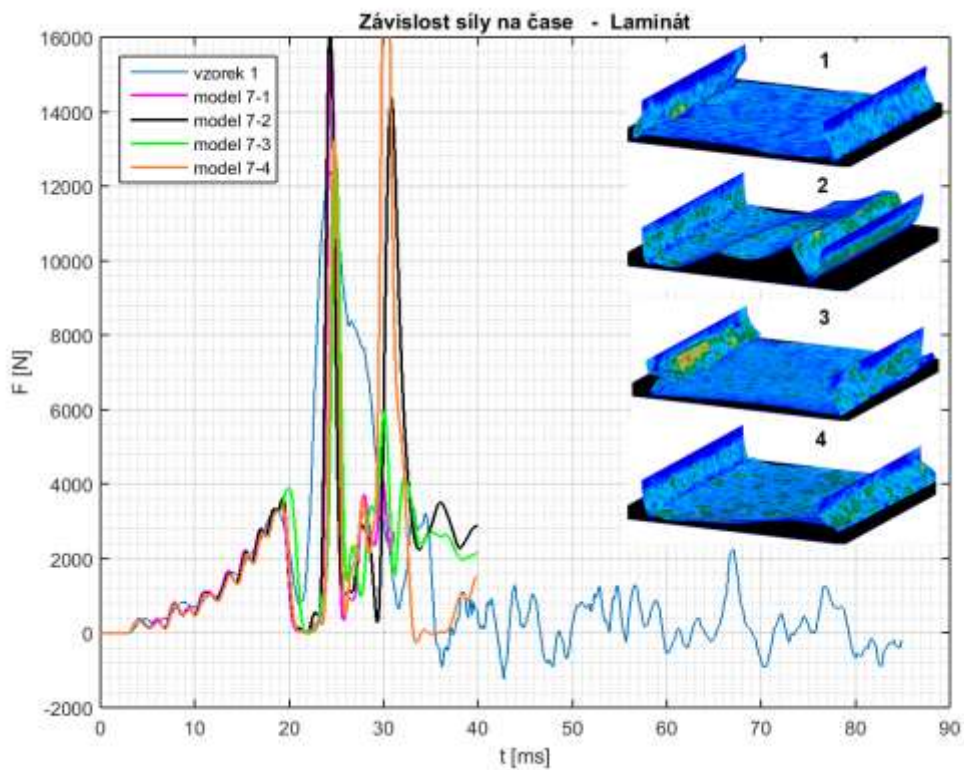 Závislost síly na čase - Laminát
16000
14000
12000
10000
8000
6000
4000
2000
0
-2000
F [N]
vzorek 1
model 7-1
model 7-2
model 7-3
model 7-4
1
2
3
4
0 10 20 30 40 50 60 70 80 90
t [ms]